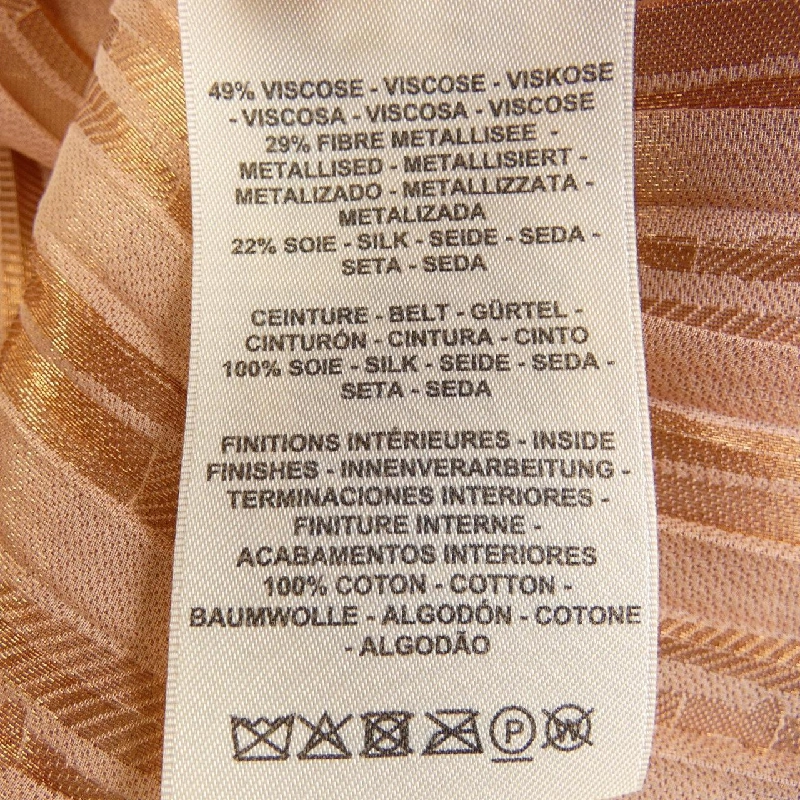 49% VISCOSE - VISCOSE - VISKOSE
- VISCOSA - VISCOSA - VISCOSE
29% FIBRE METALLISEE -
METALLISED - METALLISIERT -
METALIZADO - METALLIZZATA -
METALIZADA
22% SOIE - SILK - SEIDE - SEDA -
SETA - SEDA
CEINTURE - BELT - GÜRTEL -
CINTURÓN - CINTURA - CINTO
100% SOIE - SILK - SEIDE - SEDA -
SETA - SEDA
FINITIONS INTÉRIEURES - INSIDE
FINISHES - INNENVERARBEITUNG -
TERMINACIONES INTERIORES -
FINITURE INTERNE -
ACABAMENTOS INTERIORES
100% COTON - COTTON -
BAUMWOLLE - ALGODÓN - COTONE
- ALGODÃO
P W